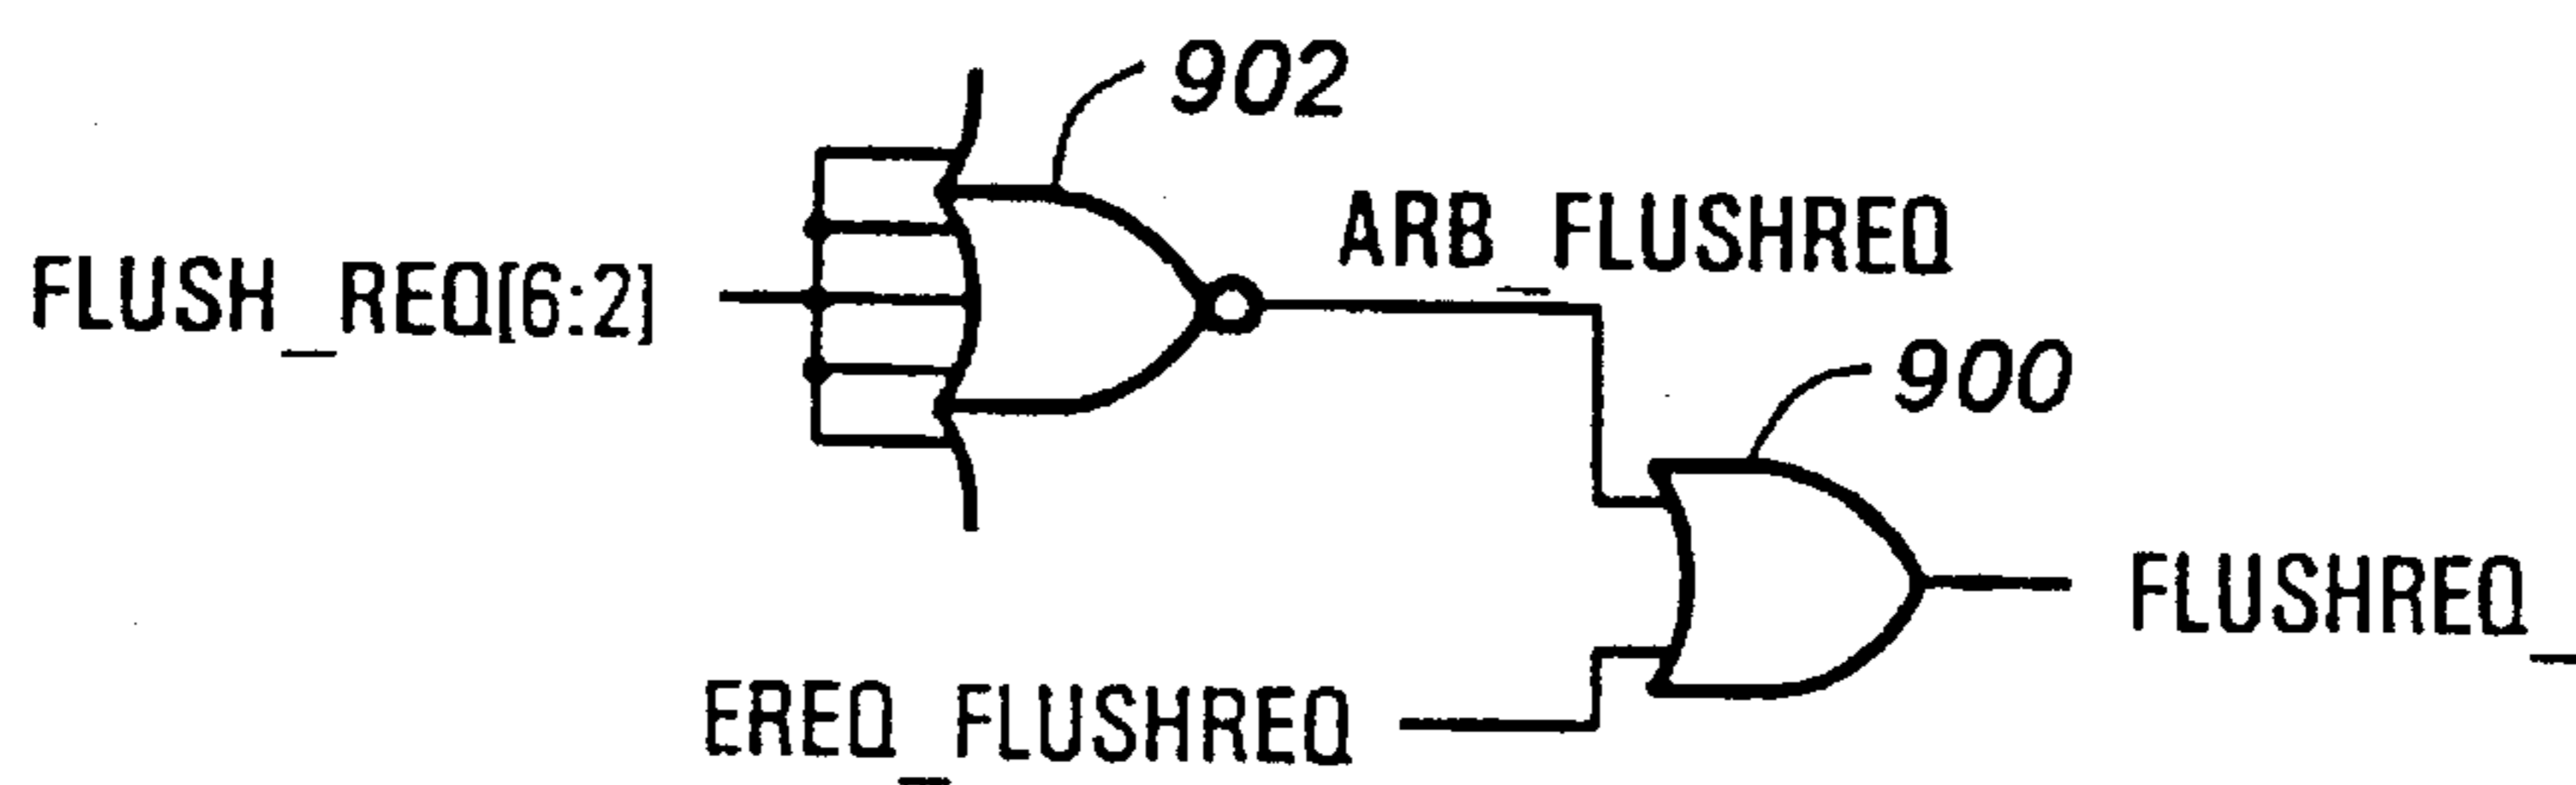 902
ARB_FLUSHREQ
FLUSH_REQ[6:2]
900
FLUSHREQ_
EREQ_FLUSHREQ